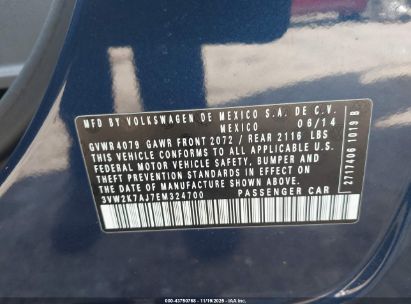 MFD BY VOLKSWAGEN DE MEXICO S.A. DE C.V.
MEXICO 06/14
GVWR 4079 GAWR FRONT 2072 / REAR 2116 LBS
THIS VEHICLE CONFORMS TO ALL APPLICABLE U.S.
FEDERAL MOTOR VEHICLE SAFETY, BUMPER AND
THEFT PREVENTION STANDARDS IN EFFECT ON THE
DATE OF MANUFACTURE SHOWN ABOVE.
3VW2K7AJ7EM324700 PASSENGER CAR
2717406 1019 B